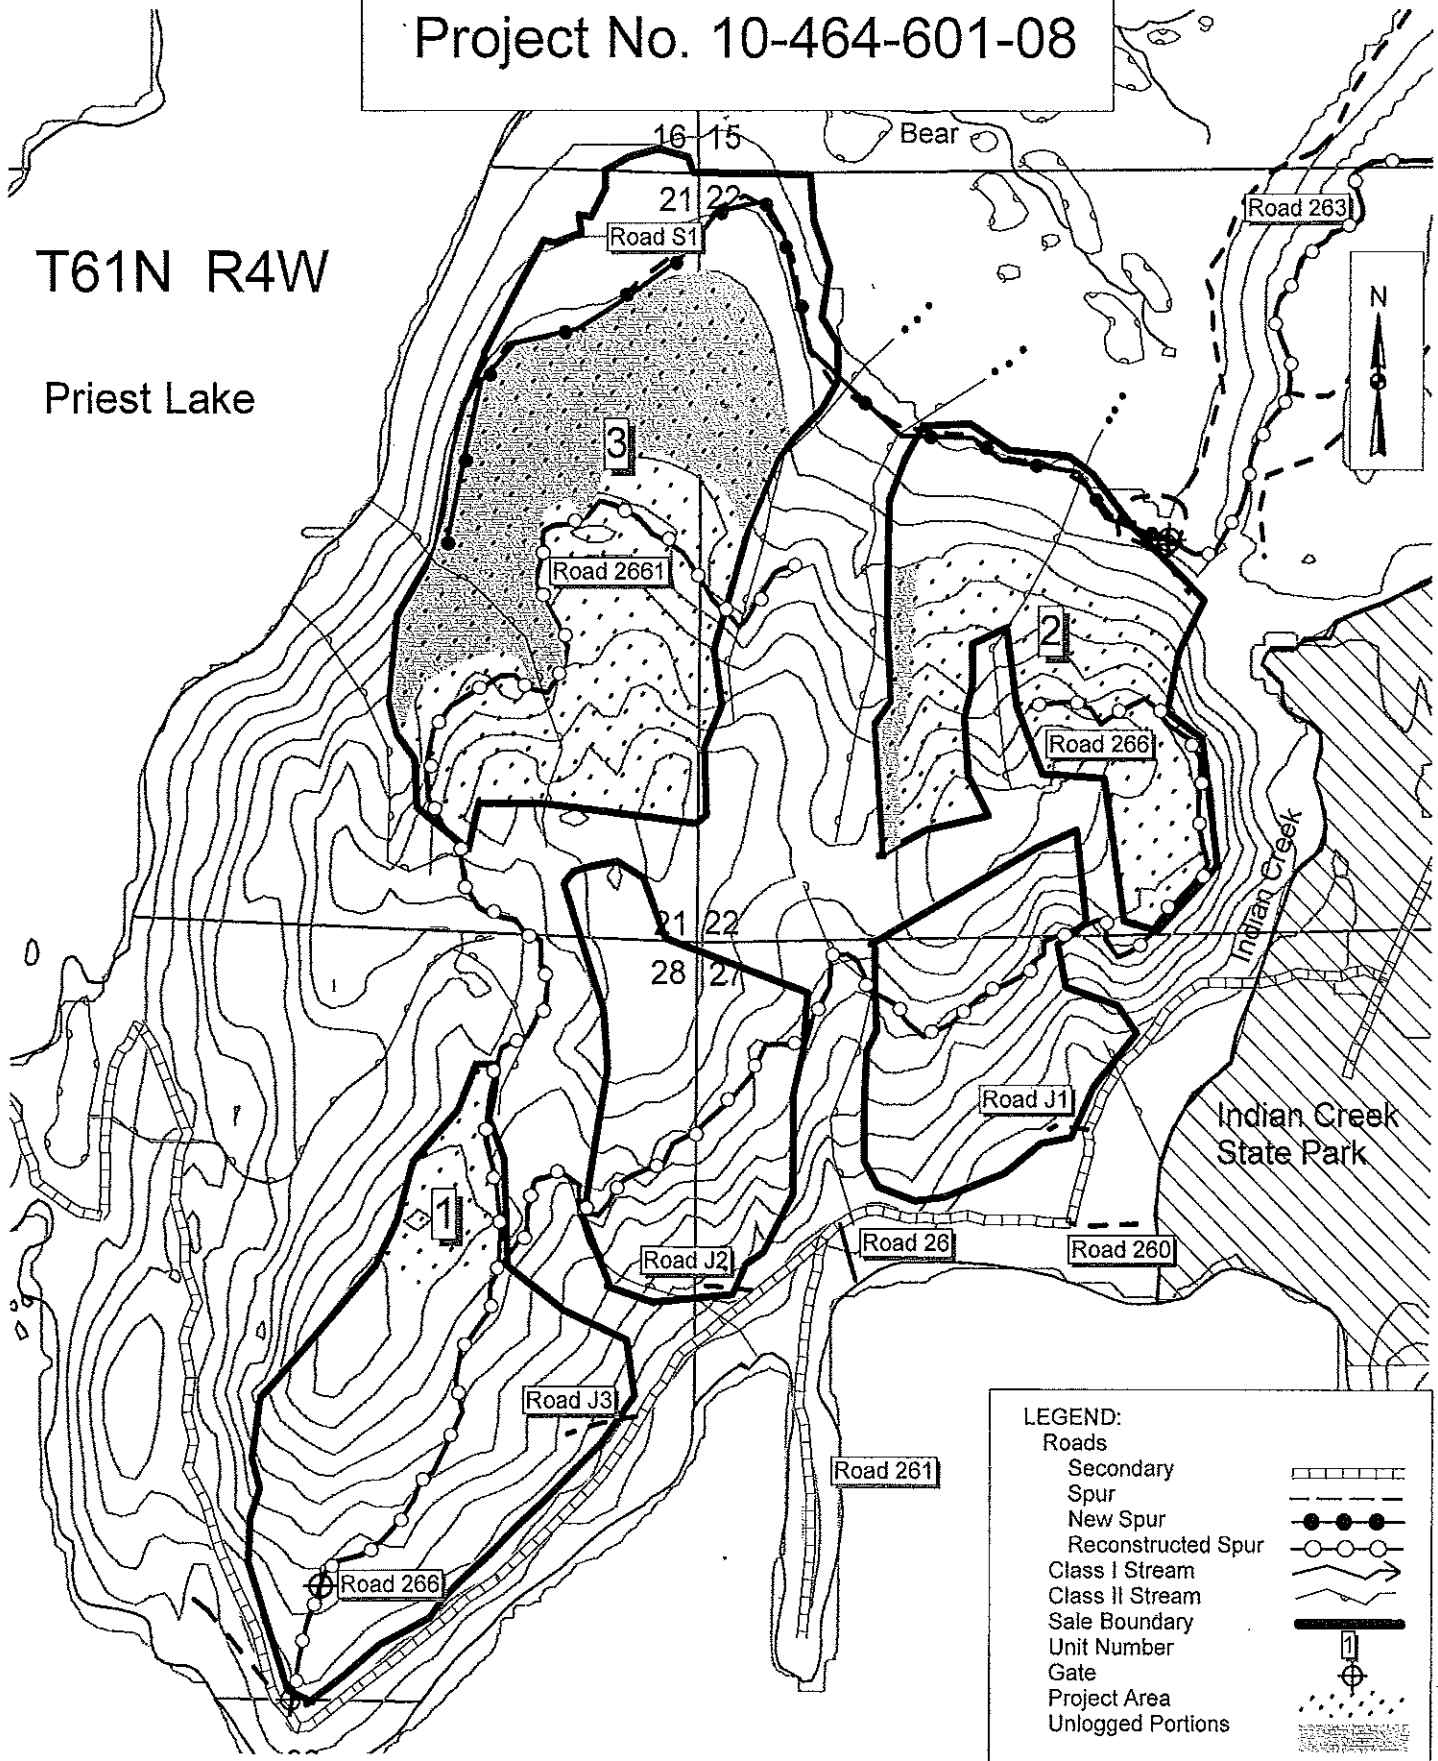 Project No. 10-464-601-08
16 15
Bear
21 22
Road 263
Road S1
T61N R4W
N
Priest Lake
3
Road 2661
2
Road 266
Indian Creek
21 22
28 27
Road J1
Indian Creek
State Park
1
Road 26
Road 260
Road J2
Road J3
Road 261
Road 266
LEGEND:
Roads
Secondary
Spur
New Spur
Reconstructed Spur
Class I Stream
Class II Stream
Sale Boundary
Unit Number
1
Gate
Project Area
Unlogged Portions